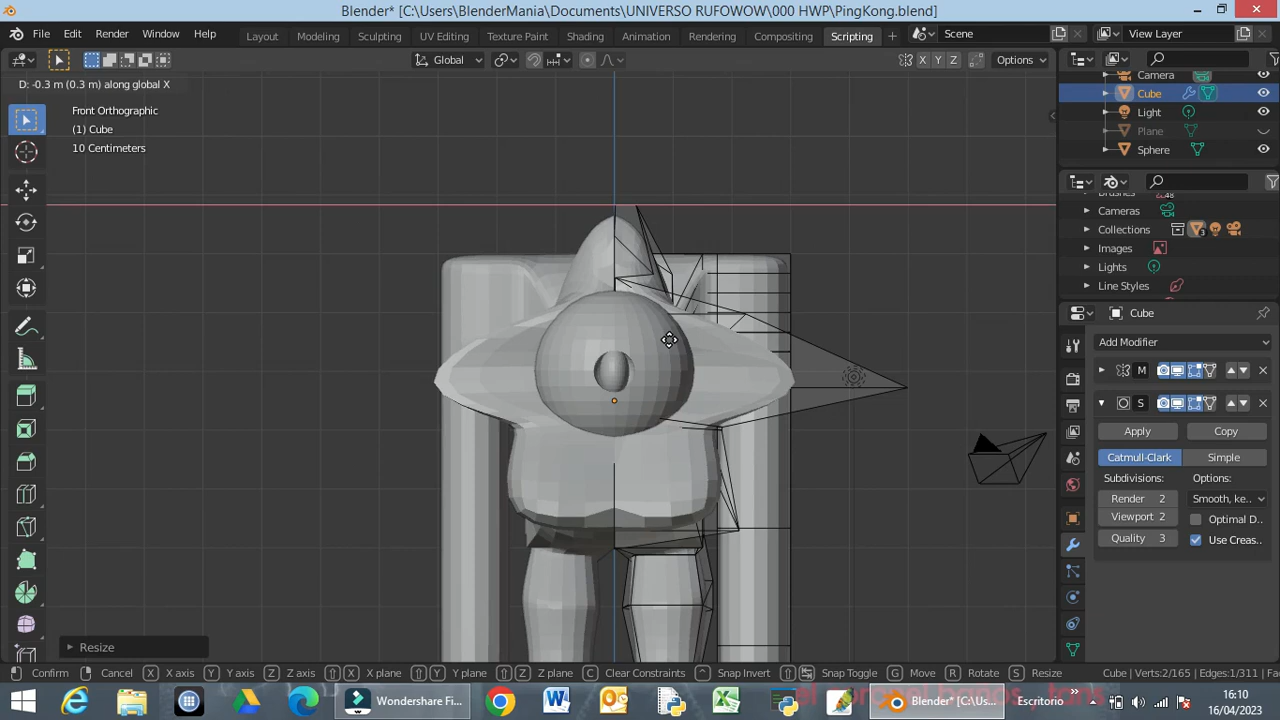 Blender* [C:\Users\BlenderMania\Documents\UNIVERSO RUFOWOW\000 HWP\PingKong.blend]
File Edit Render Window Help Layout Modeling Sculpting UV Editing Texture Paint Shading Animation Rendering Compositing Scripting + Scene View Layer
Global X Y Z Options
D: -0.3 m (0.3 m) along global X
Camera
Front Orthographic
Cube
(1) Cube
Light
10 Centimeters
Plane
Sphere
Cameras
Collections
Images
Lights
Line Styles
Cube
Add Modifier
M
S
Apply Copy
Catmull-Clark Simple
Subdivisions: Options:
Render 2 Smooth, ke..
Viewport 2 Optimal D..
Quality 3 Use Creas..
Resize
Confirm Cancel X X axis Y Y axis Z Z axis X X plane Y Y plane Z Z plane C Clear Constraints Snap Invert Snap Toggle G Move R Rotate S Resize Cube | Verts:2/165 | Edges:1/311 | Fa
Wondershare Fi... Blender* [C:\Us... Escritorio
16:10
16/04/2023